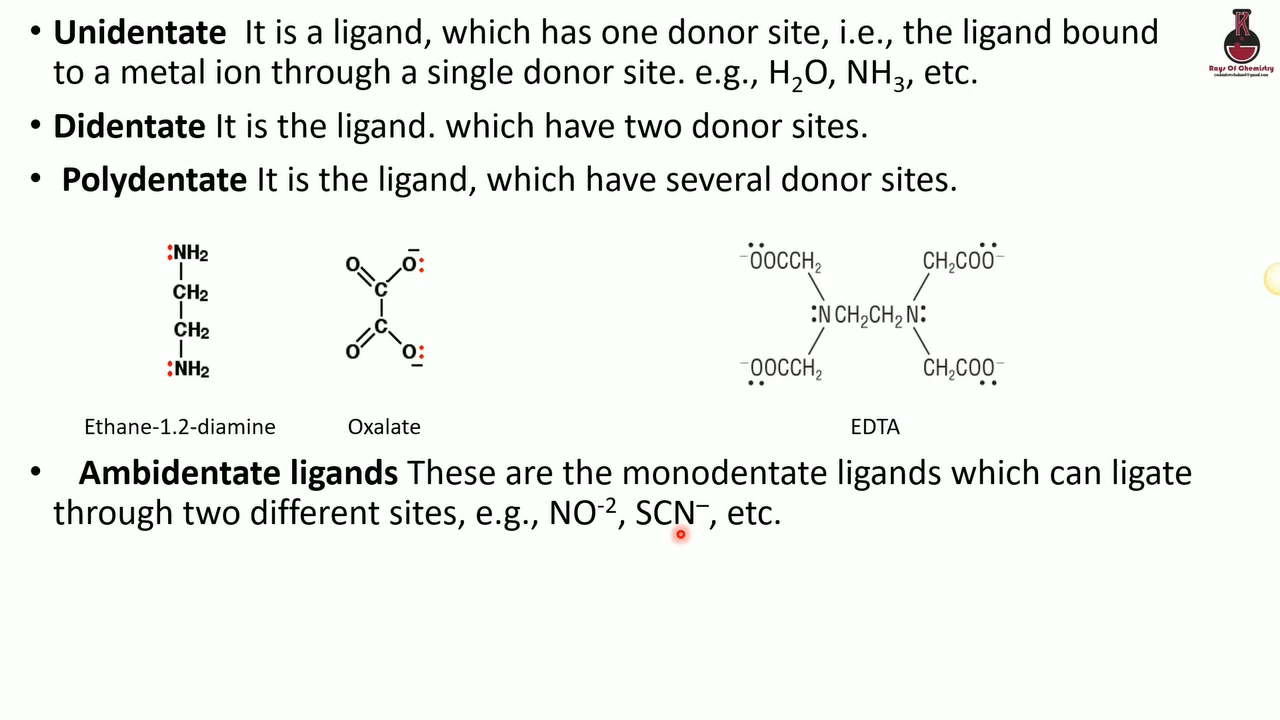 • Unidentate It is a ligand, which has one donor site, i.e., the ligand bound
to a metal ion through a single donor site. e.g., H₂O, NH₃, etc.
• Didentate It is the ligand. which have two donor sites.
• Polydentate It is the ligand, which have several donor sites.
:NH₂
CH₂
CH₂
:NH₂
O O:⁻
C
C
O O:⁻
⁻OOCCH₂ CH₂COO⁻
:NCH₂CH₂N:
⁻OOCCH₂ CH₂COO⁻
Ethane-1.2-diamine Oxalate EDTA
• Ambidentate ligands These are the monodentate ligands which can ligate
through two different sites, e.g., NO⁻², SCN⁻, etc.
K
Rays Of Chemistry